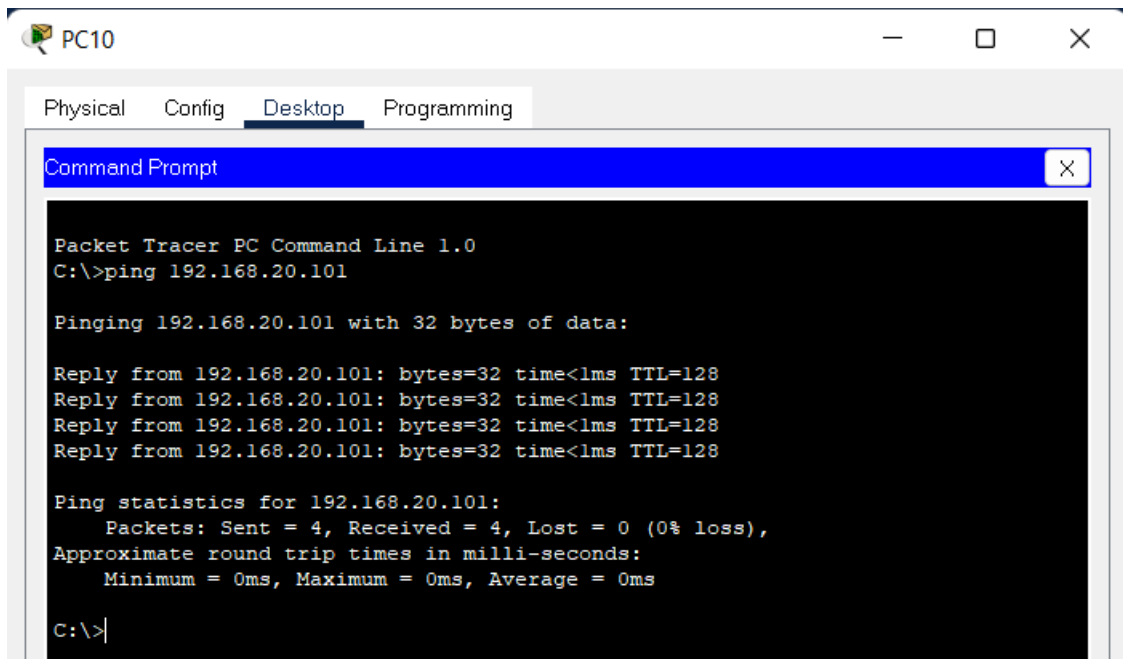 PC10
Physical Config Desktop Programming
Command Prompt
X
Packet Tracer PC Command Line 1.0
C:\>ping 192.168.20.101
Pinging 192.168.20.101 with 32 bytes of data:
Reply from 192.168.20.101: bytes=32 time<1ms TTL=128
Reply from 192.168.20.101: bytes=32 time<1ms TTL=128
Reply from 192.168.20.101: bytes=32 time<1ms TTL=128
Reply from 192.168.20.101: bytes=32 time<1ms TTL=128
Ping statistics for 192.168.20.101:
    Packets: Sent = 4, Received = 4, Lost = 0 (0% loss),
Approximate round trip times in milli-seconds:
    Minimum = 0ms, Maximum = 0ms, Average = 0ms
C:\>